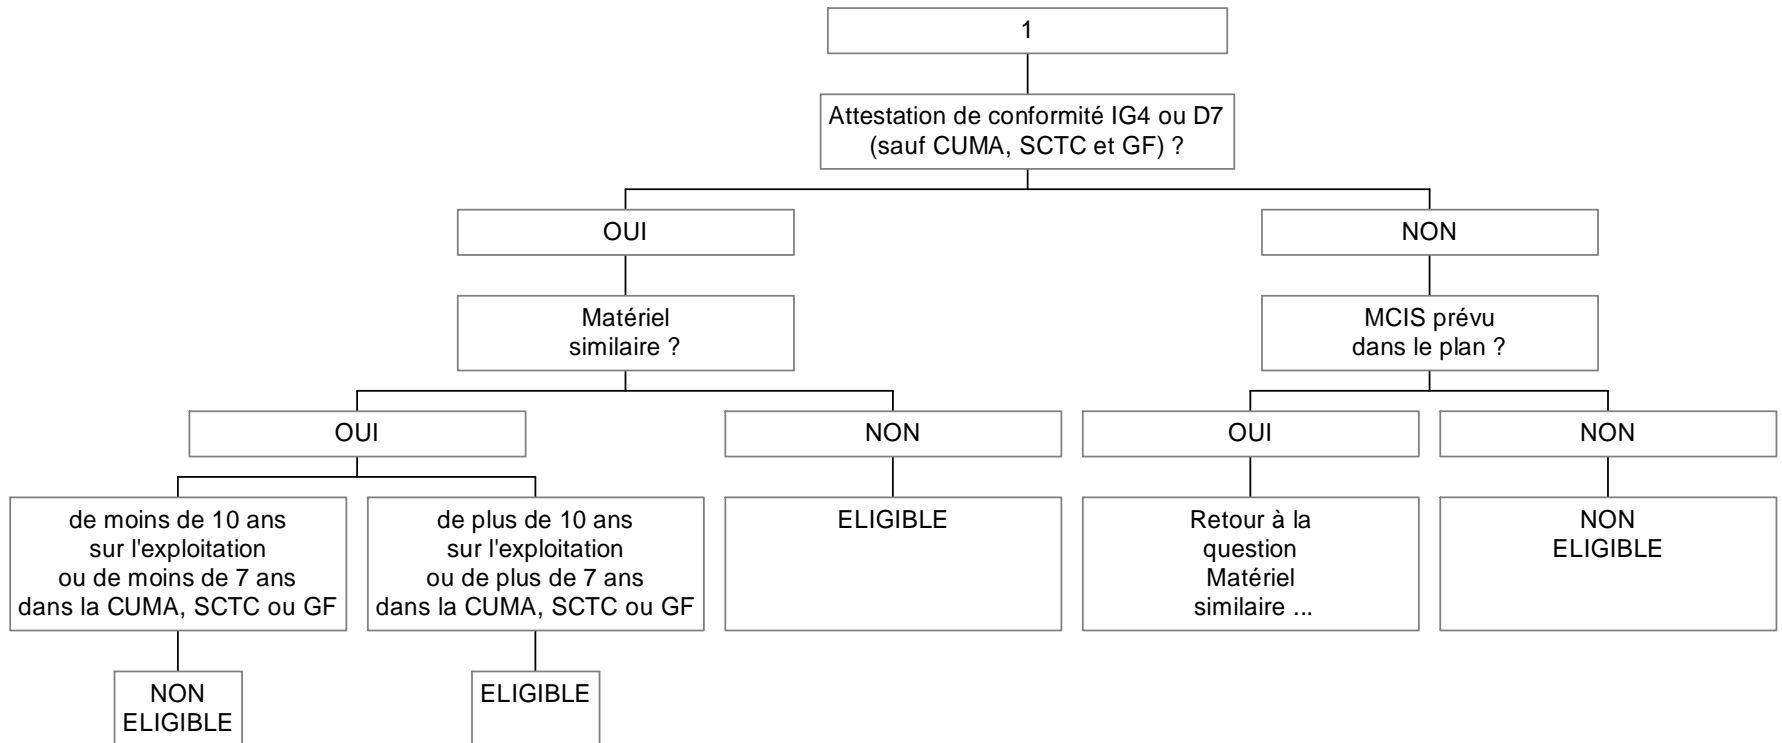 1
Attestation de conformité IG4 ou D7
(sauf CUMA, SCTC et GF) ?
OUI
NON
Matériel
similaire ?
MCIS prévu
dans le plan ?
OUI
NON
OUI
NON
de moins de 10 ans
sur l'exploitation
ou de moins de 7 ans
dans la CUMA, SCTC ou GF
de plus de 10 ans
sur l'exploitation
ou de plus de 7 ans
dans la CUMA, SCTC ou GF
ELIGIBLE
Retour à la
question
Matériel
similaire ...
NON
ELIGIBLE
NON
ELIGIBLE
ELIGIBLE